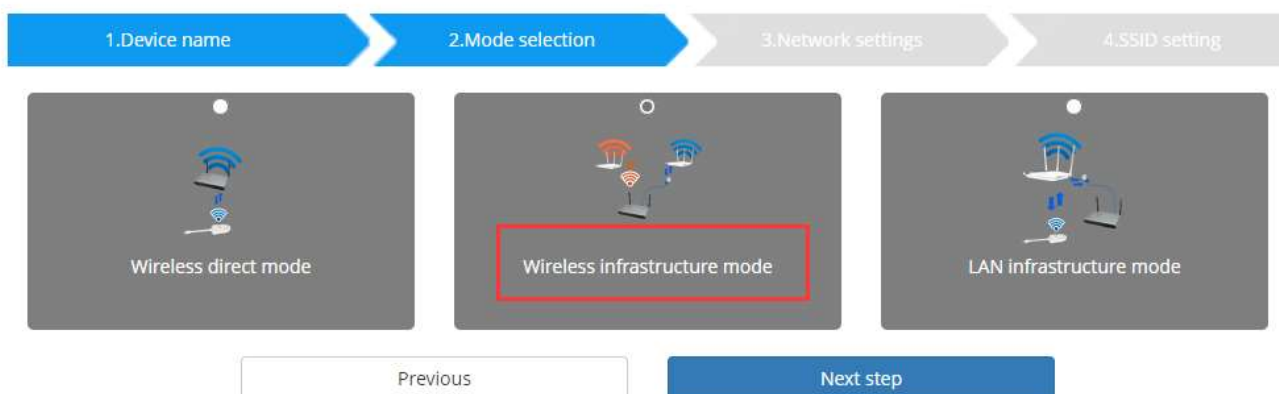 1.Device name
2.Mode selection
3.Network settings
4.SSID setting
Wireless direct mode
Wireless infrastructure mode
LAN infrastructure mode
Previous
Next step